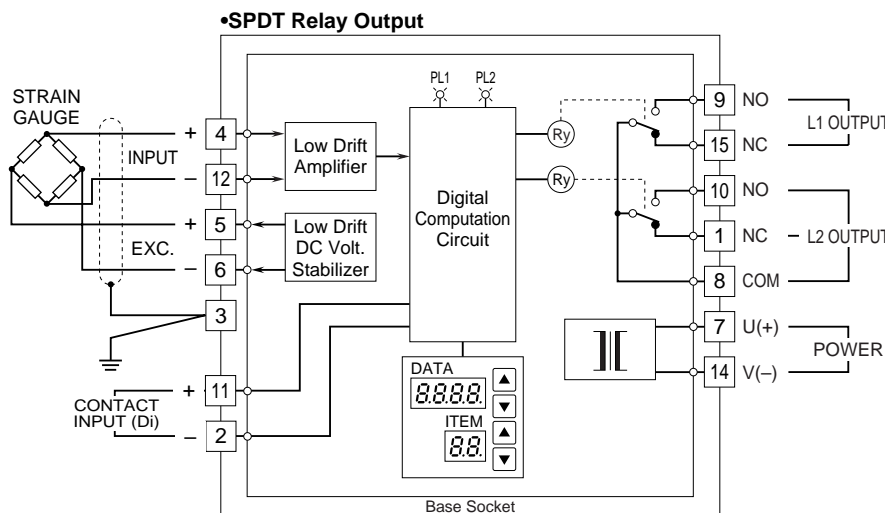 •SPDT Relay Output
STRAIN
GAUGE
INPUT
+ 4
– 12
+ 5
EXC.
– 6
3
+ 11
CONTACT
INPUT (Di)
– 2
Low Drift
Amplifier
Low Drift
DC Volt.
Stabilizer
PL1 PL2
Digital
Computation
Circuit
DATA
8.8.8.8.
ITEM
8.8.
Ry
Ry
9 NO
L1 OUTPUT
15 NC
10 NO
1 NC
L2 OUTPUT
8 COM
7 U(+)
POWER
14 V(–)
Base Socket